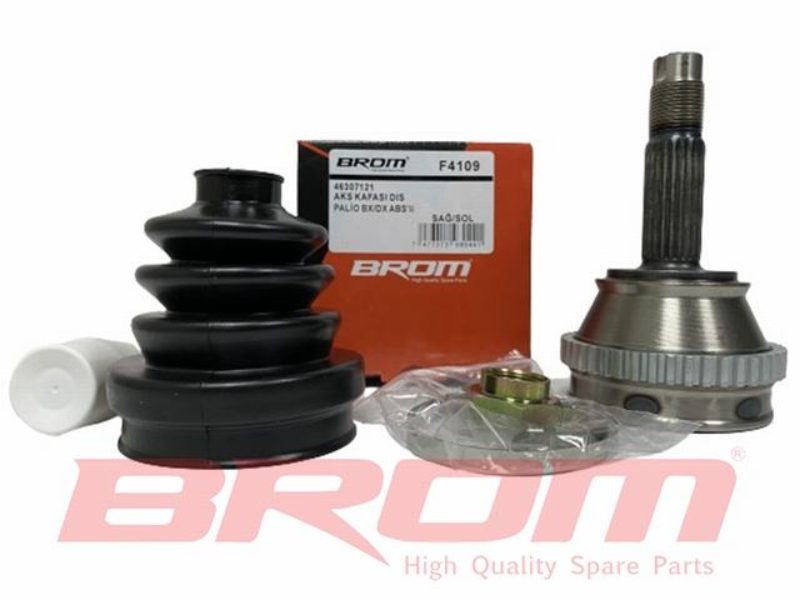 BROM F4109
46307121
AKS KAFASI DIS
PALİO BX/DX ABS'li
SAĞ/SOL
BROM
High Quality Spare Parts
BROM®
High Quality Spare Parts